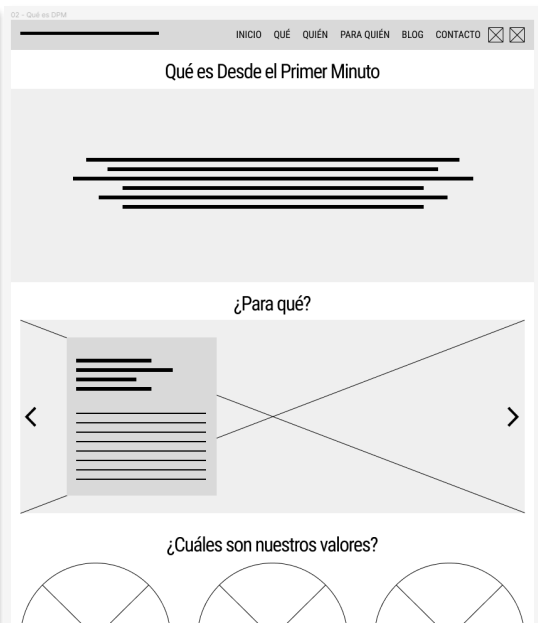 02 - Qué es DPM
INICIO QUÉ QUIÉN PARA QUIÉN BLOG CONTACTO
Qué es Desde el Primer Minuto
¿Para qué?
¿Cuáles son nuestros valores?